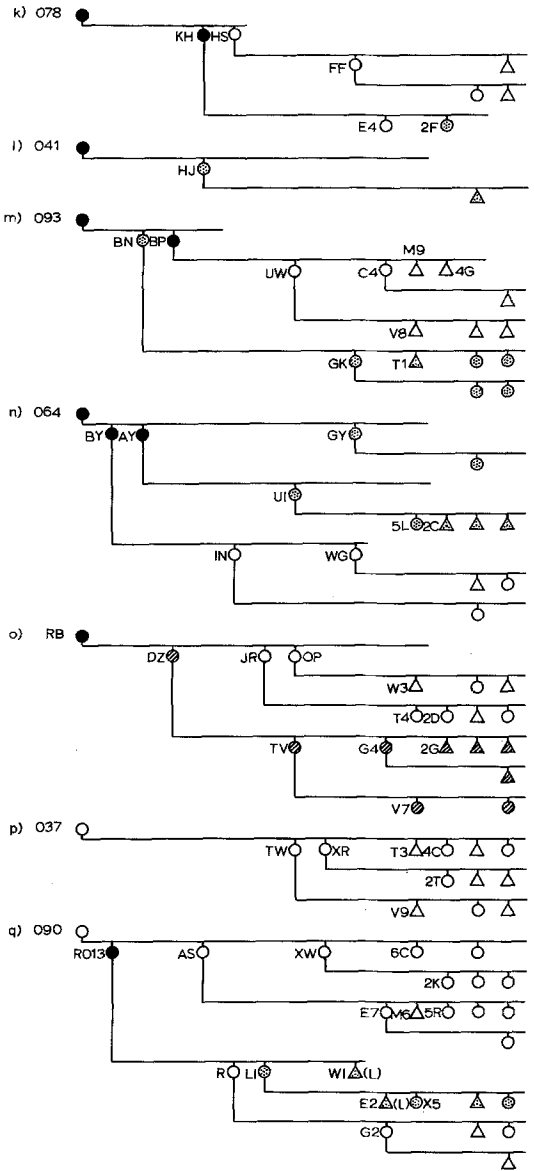 k) 078
KH HS
FF
E4 2F
l) 041
HJ
m) 093
BN BP
M9
UW C4 4G
V8
GK T1
n) 064
BY AY GY
UI
5L 2C
IN WG
o) RB
DZ JR OP
W3
T4 2D
TV G4 2G
V7
p) 037
TW XR T3 4C
2T
V9
q) 090
RO13 AS XW 6C
2K
E7 M6 5R
R LI WI (L)
E2 (L) X5
G2